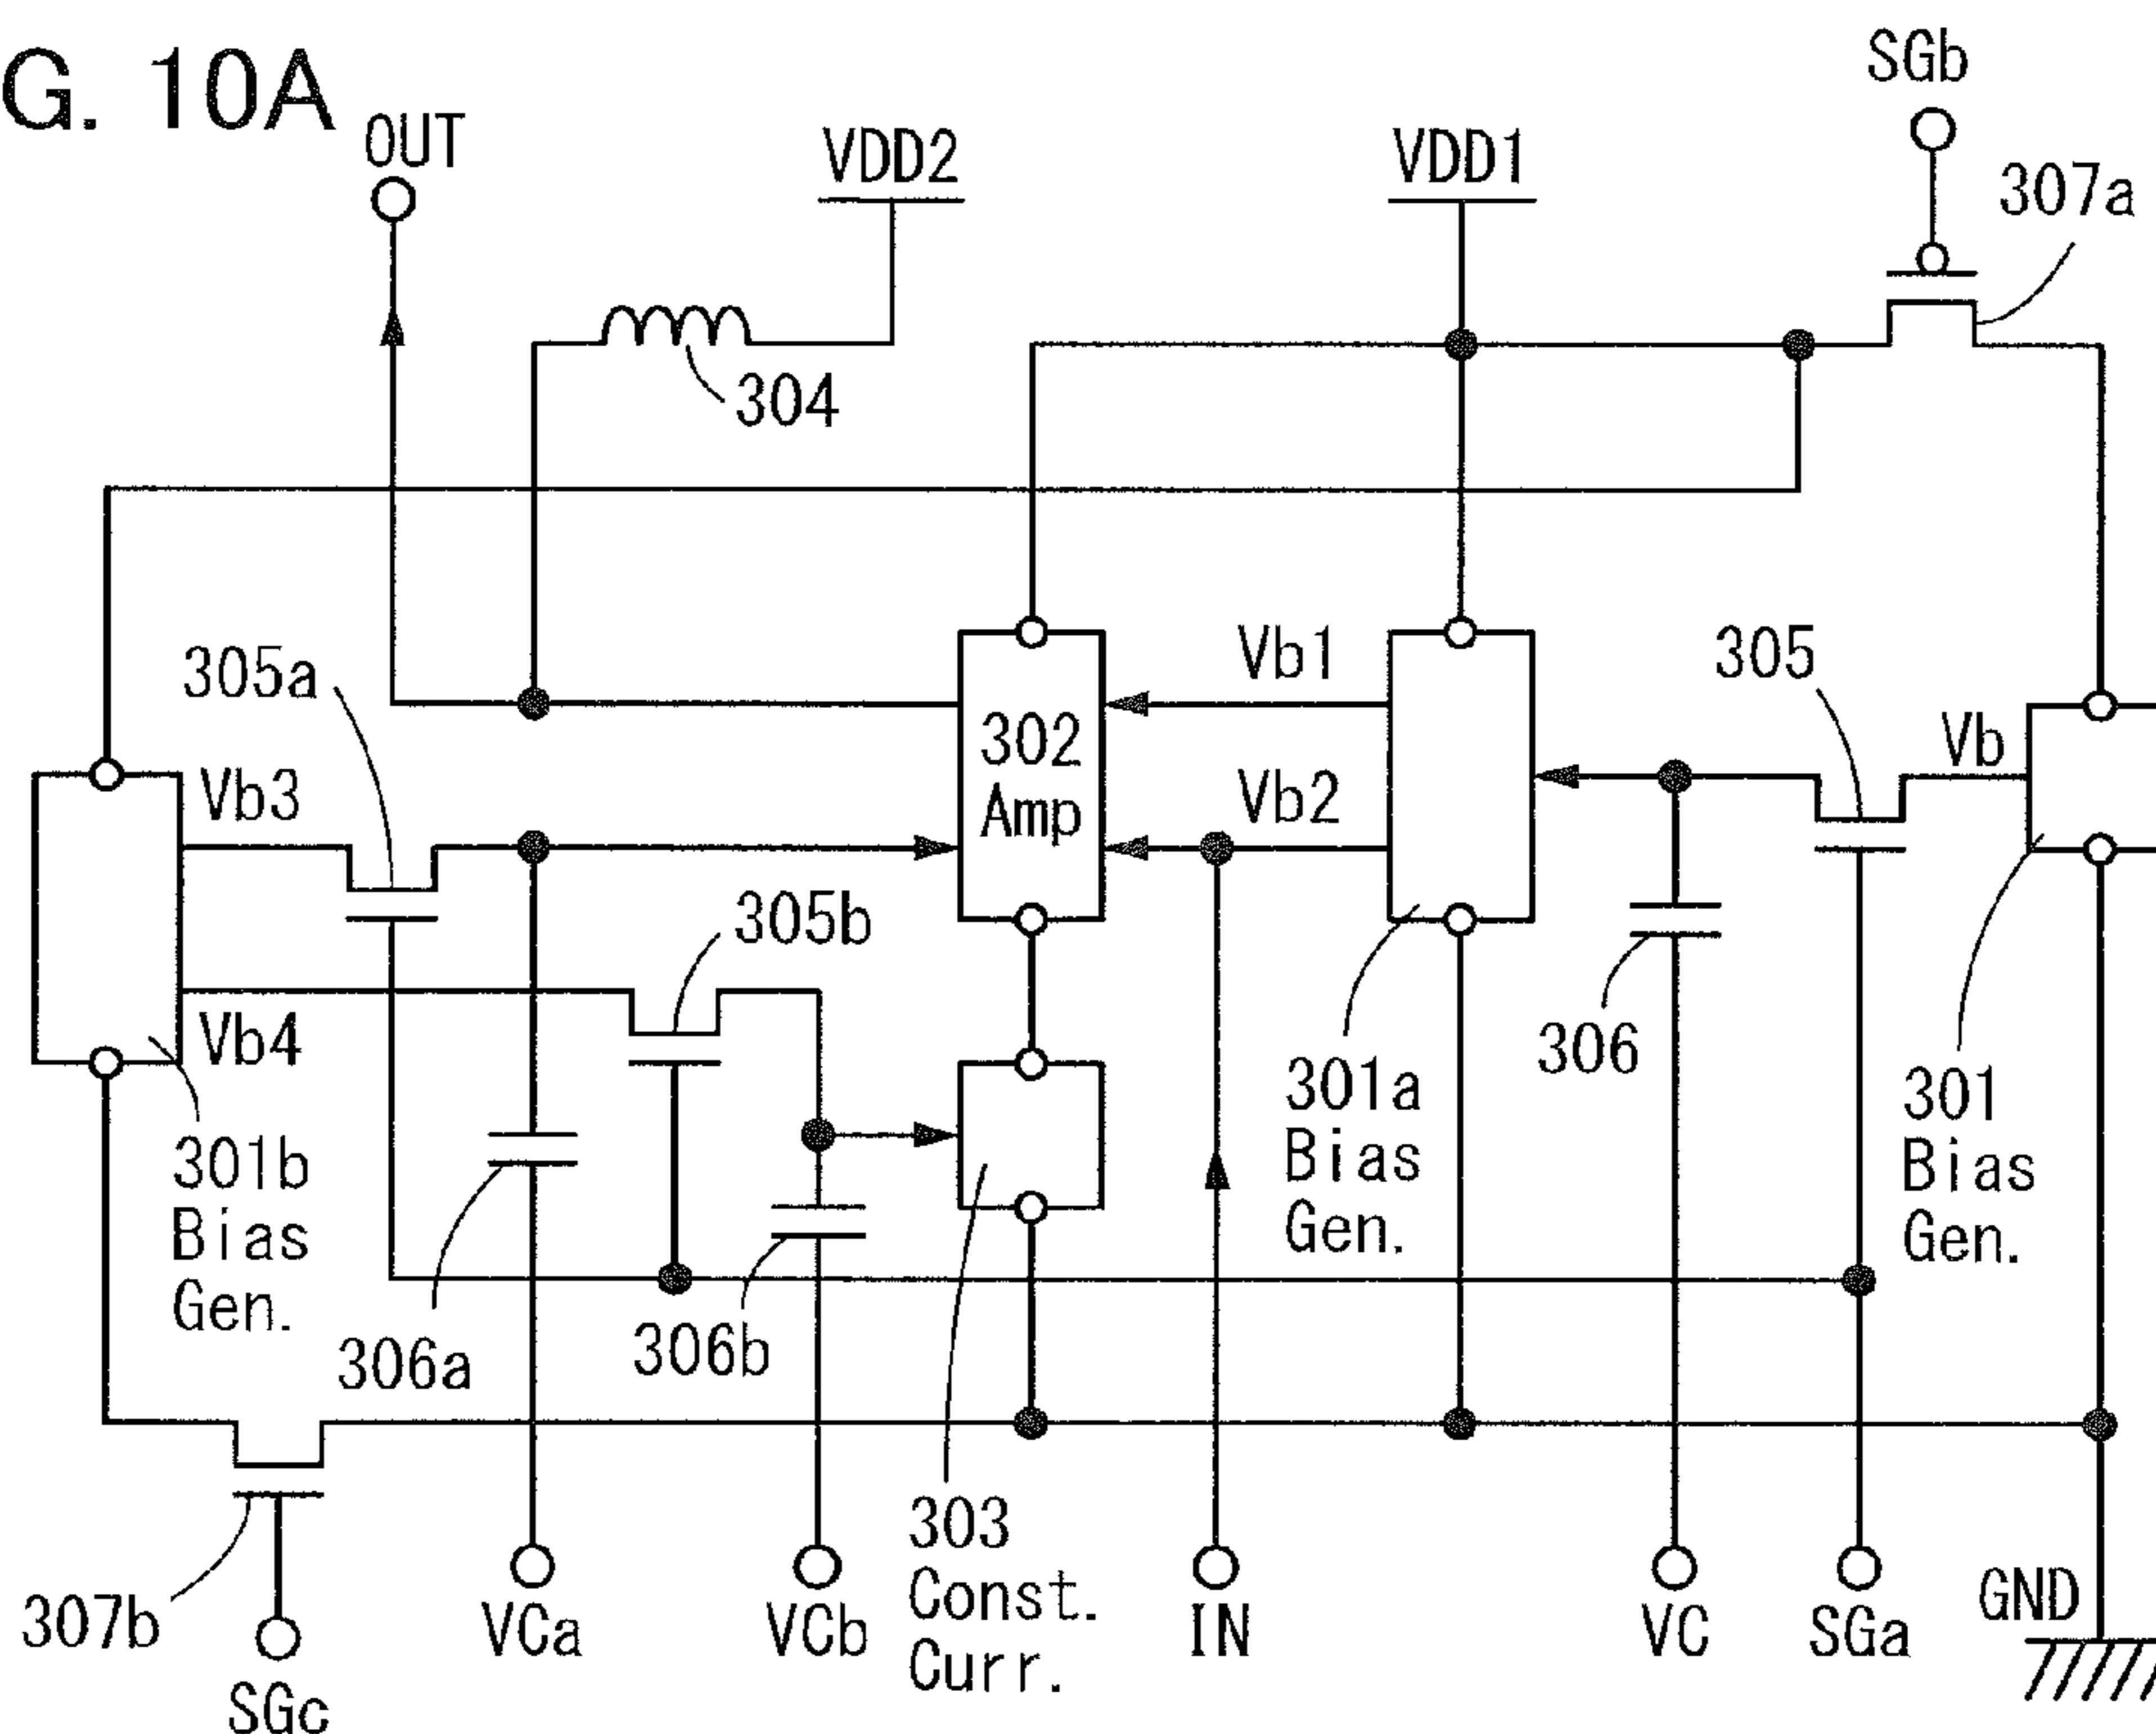 G. 10A
SGb
OUT
VDD2
VDD1
307a
304
305a
Vb1
305
302
Amp
Vb
Vb3
Vb2
305b
Vb4
306
301a
Bias
Gen.
301
Bias
Gen.
301b
Bias
Gen.
306a
306b
303
Const.
Curr.
307b
SGc
VCa
VCb
IN
VC
SGa
GND